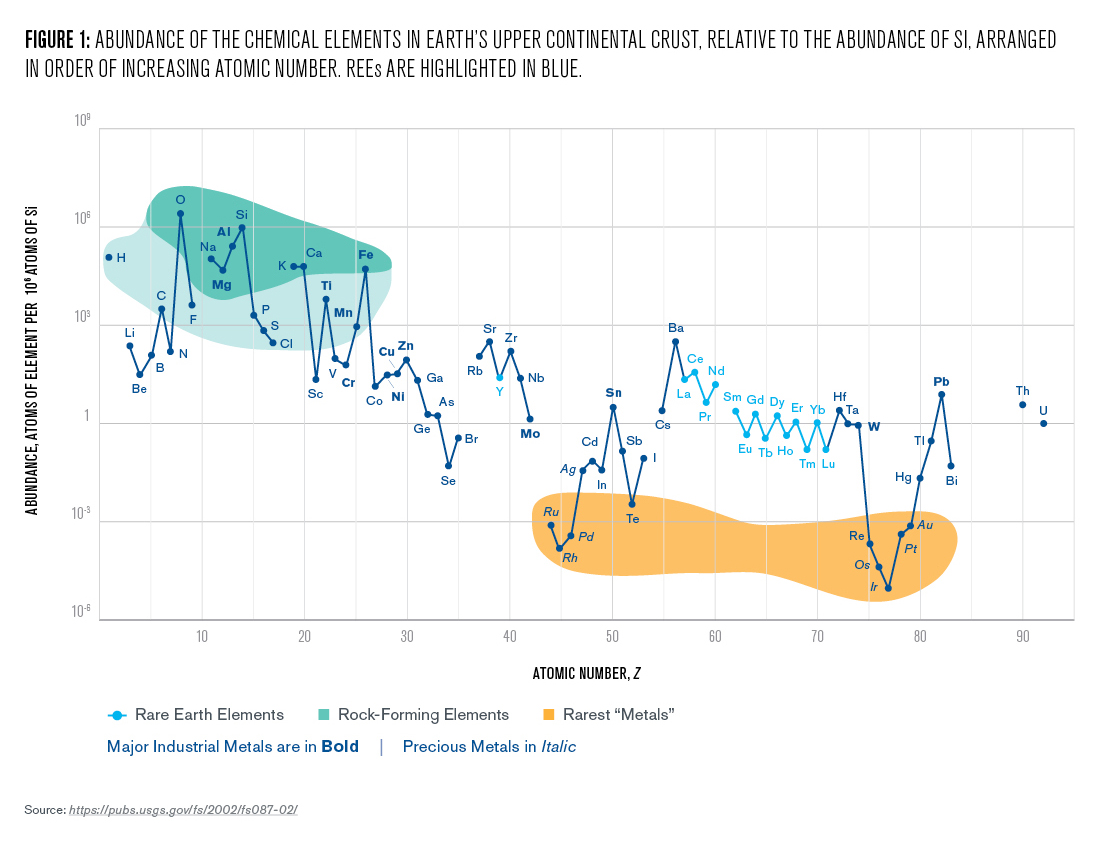 FIGURE 1: ABUNDANCE OF THE CHEMICAL ELEMENTS IN EARTH'S UPPER CONTINENTAL CRUST, RELATIVE TO THE ABUNDANCE OF SI, ARRANGED
IN ORDER OF INCREASING ATOMIC NUMBER. REEs ARE HIGHLIGHTED IN BLUE.
ABUNDANCE, ATOMS OF ELEMENT PER 10⁶ ATOMS OF Si
10⁹
10⁶
10³
1
10⁻³
10⁻⁶
H
Li
Be
B
C
N
O
F
Na
Mg
Al
Si
P
S
Cl
K
Ca
Sc
Ti
V
Cr
Mn
Fe
Co
Ni
Cu
Zn
Ga
Ge
As
Se
Br
Rb
Sr
Y
Zr
Nb
Mo
Ru
Rh
Pd
Ag
Cd
In
Sn
Sb
Te
I
Cs
Ba
La
Ce
Pr
Nd
Sm
Eu
Gd
Tb
Dy
Ho
Er
Tm
Yb
Lu
Hf
Ta
W
Re
Os
Ir
Pt
Au
Hg
Tl
Pb
Bi
Th
U
10 20 30 40 50 60 70 80 90
ATOMIC NUMBER, Z
Rare Earth Elements Rock-Forming Elements Rarest “Metals”
Major Industrial Metals are in Bold | Precious Metals in Italic
Source: https://pubs.usgs.gov/fs/2002/fs087-02/